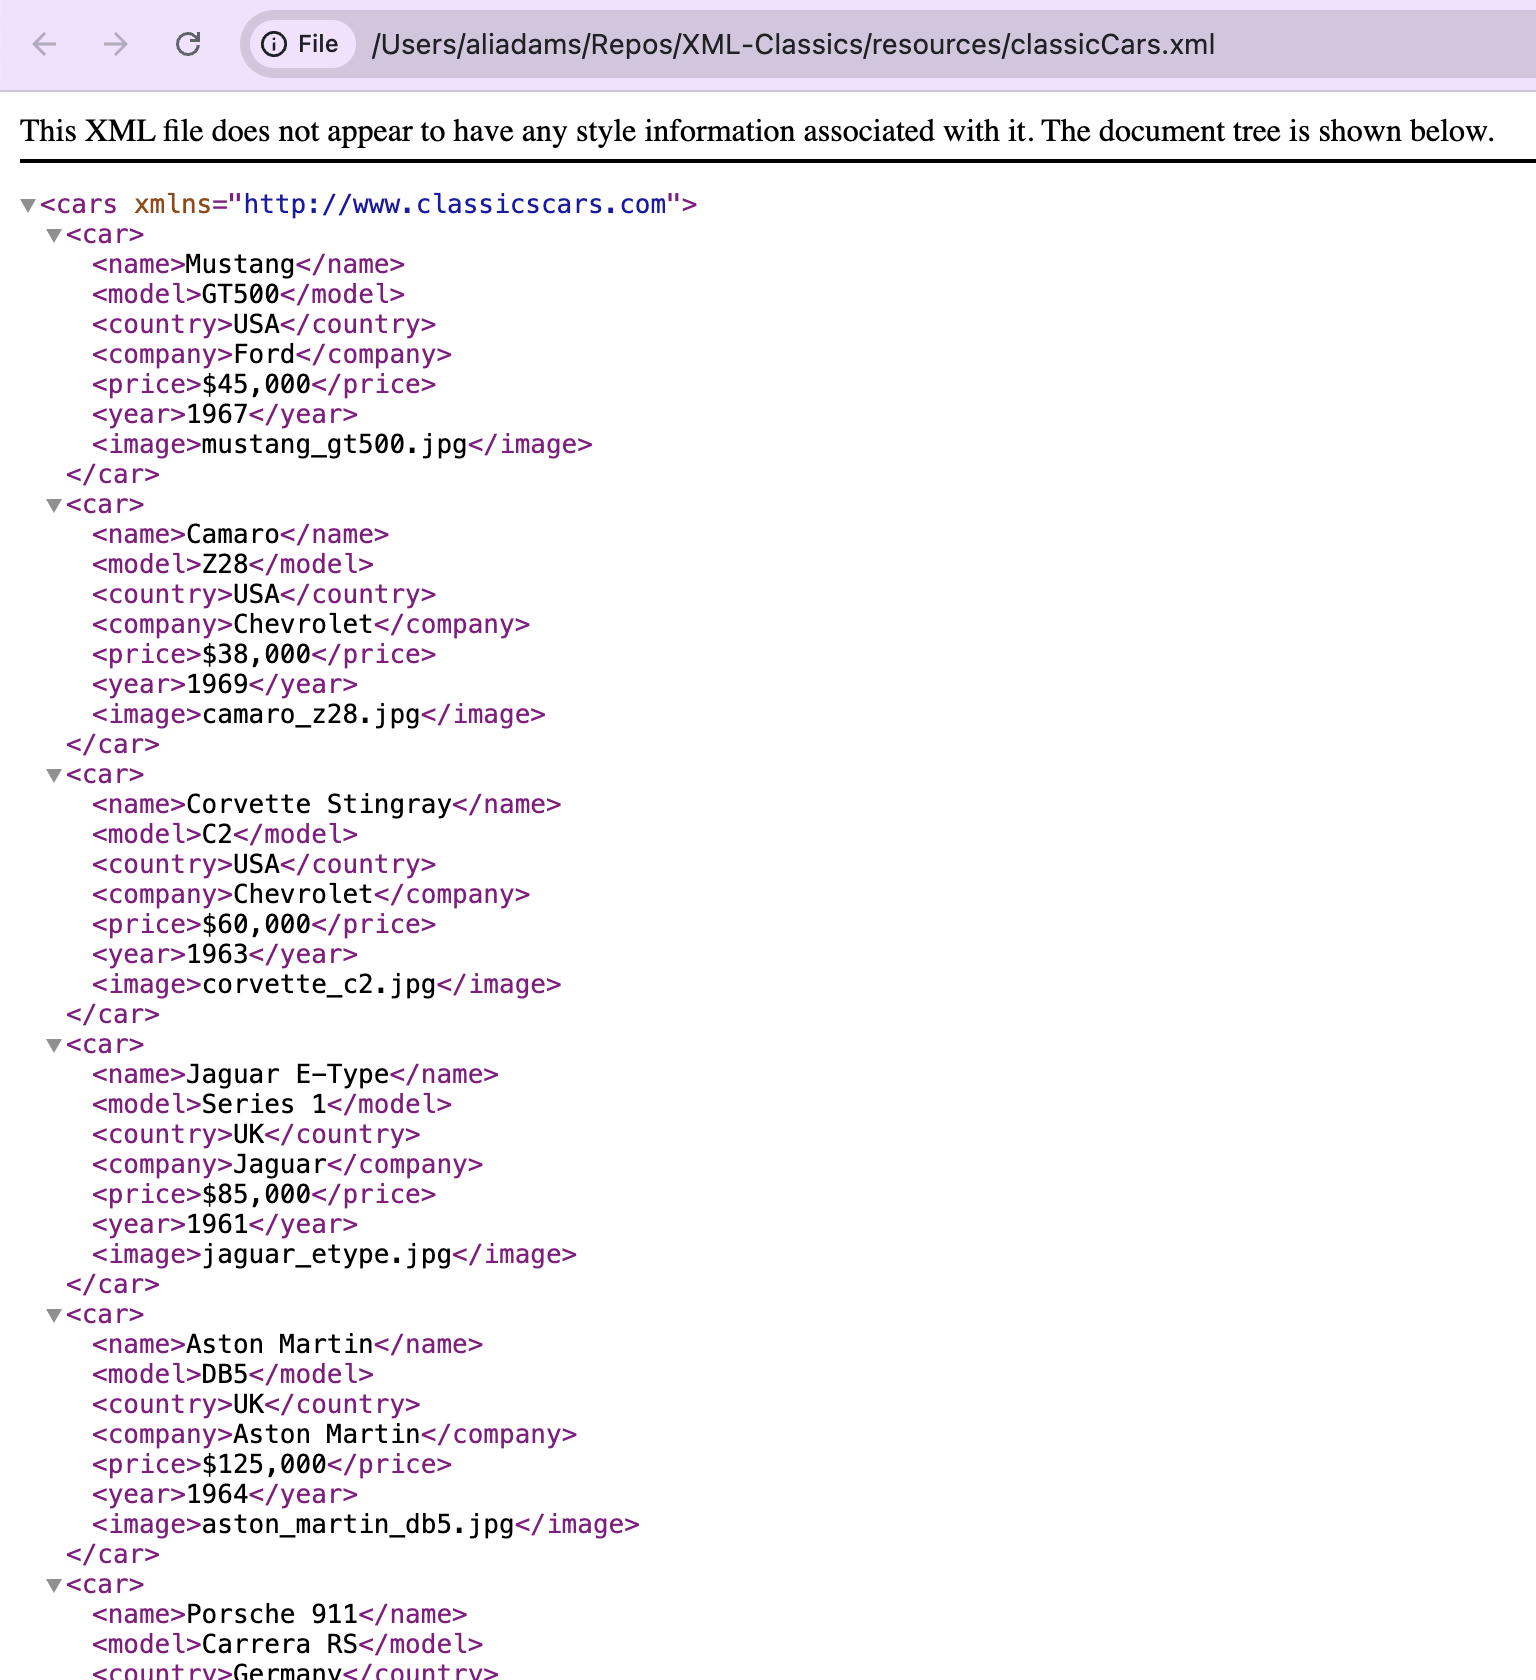 File /Users/aliadams/Repos/XML-Classics/resources/classicCars.xml
This XML file does not appear to have any style information associated with it. The document tree is shown below.
<cars xmlns="http://www.classicscars.com">
<car>
<name>Mustang</name>
<model>GT500</model>
<country>USA</country>
<company>Ford</company>
<price>$45,000</price>
<year>1967</year>
<image>mustang_gt500.jpg</image>
</car>
<car>
<name>Camaro</name>
<model>Z28</model>
<country>USA</country>
<company>Chevrolet</company>
<price>$38,000</price>
<year>1969</year>
<image>camaro_z28.jpg</image>
</car>
<car>
<name>Corvette Stingray</name>
<model>C2</model>
<country>USA</country>
<company>Chevrolet</company>
<price>$60,000</price>
<year>1963</year>
<image>corvette_c2.jpg</image>
</car>
<car>
<name>Jaguar E-Type</name>
<model>Series 1</model>
<country>UK</country>
<company>Jaguar</company>
<price>$85,000</price>
<year>1961</year>
<image>jaguar_etype.jpg</image>
</car>
<car>
<name>Aston Martin</name>
<model>DB5</model>
<country>UK</country>
<company>Aston Martin</company>
<price>$125,000</price>
<year>1964</year>
<image>aston_martin_db5.jpg</image>
</car>
<car>
<name>Porsche 911</name>
<model>Carrera RS</model>
<country>Germany</country>